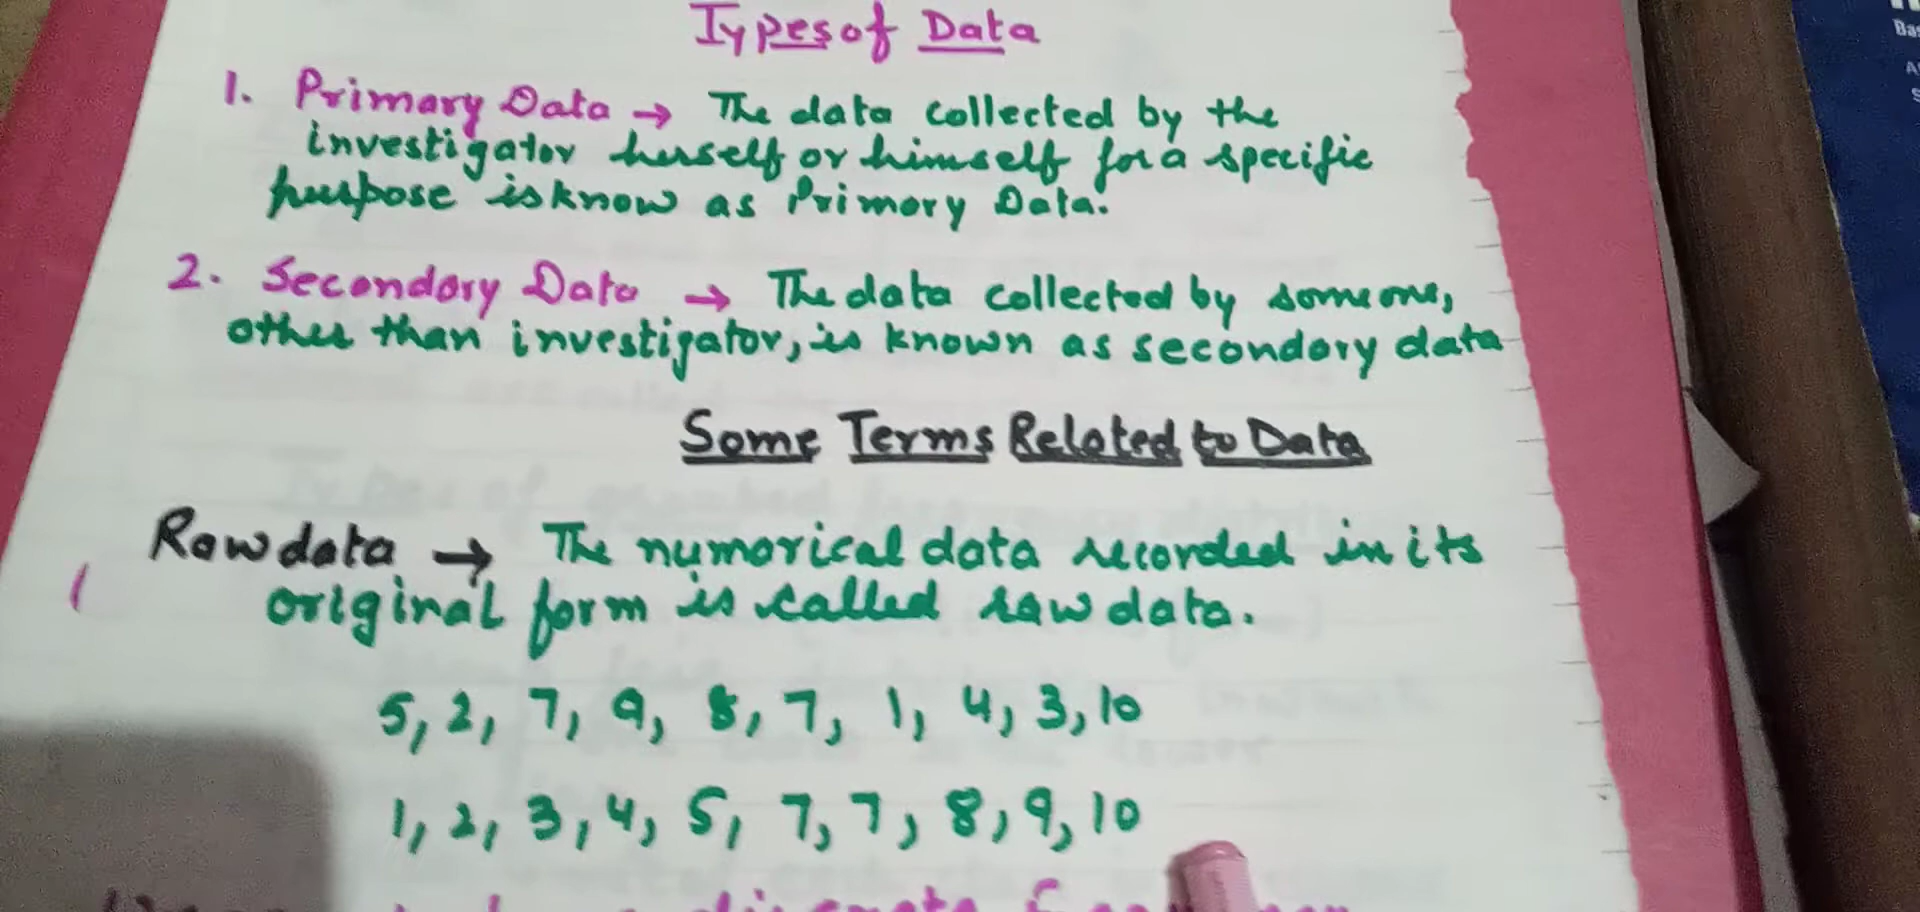 Types of Data
1. Primary Data → The data collected by the
investigator herself or himself for a specific
purpose is know as Primary Data.
2. Secondary Data → The data collected by someone,
other than investigator, is known as secondary data
Some Terms Related to Data
Raw data → The numerical data recorded in its
original form is called raw data.
5, 2, 7, 9, 8, 7, 1, 4, 3, 10
1, 2, 3, 4, 5, 7, 7, 8, 9, 10